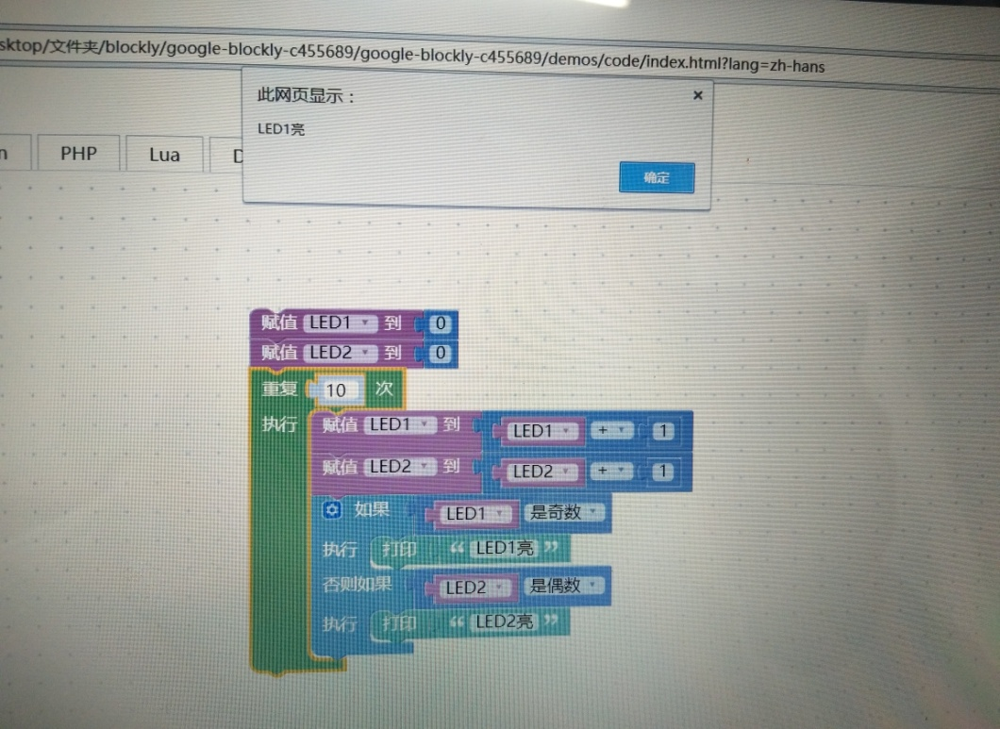 sktop/文件夹/blockly/google-blockly-c455689/google-blockly-c455689/demos/code/index.html?lang=zh-hans
此网页显示：
×
LED1亮
确定
n PHP Lua D
赋值 LED1 到 0
赋值 LED2 到 0
重复 10 次
执行 赋值 LED1 到 LED1 + 1
赋值 LED2 到 LED2 + 1
如果 LED1 是奇数
执行 打印 “ LED1亮 ”
否则如果 LED2 是偶数
执行 打印 “ LED2亮 ”